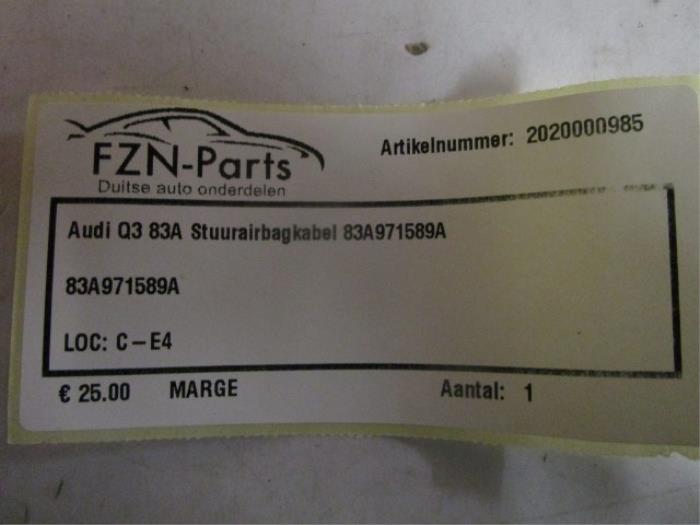 FZN-Parts
Duitse auto onderdelen
Artikelnummer: 2020000985
Audi Q3 83A Stuurairbagkabel 83A971589A
83A971589A
LOC: C-E4
€ 25.00 MARGE Aantal: 1